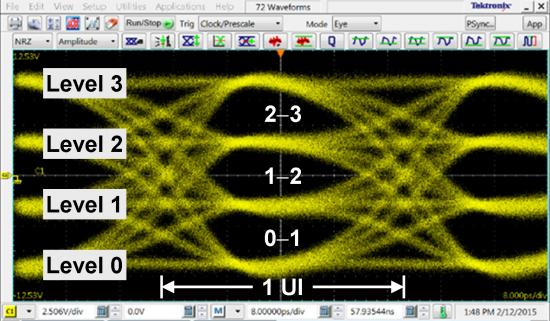 File Edit View Setup Utilities Applications Help 72 Waveforms Tektronix
Run/Stop Trig Clock/Prescale Mode Eye PSync.. App
NRZ Amplitude
12.53V
Level 3
2–3
Level 2
C1
1–2
Level 1
0–1
Level 0
1 UI
-12.53V 8.000ps/div
C1 2.506V/div 0.0V M 8.00000ps/div 57.93544ns 1:48 PM 2/12/2015